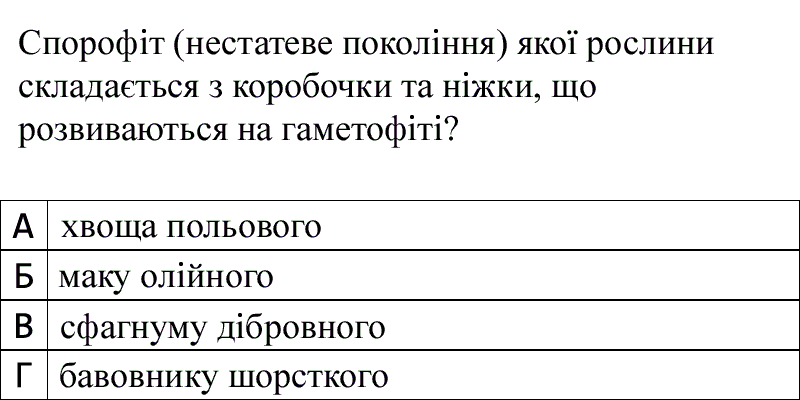 Спорофіт (нестатеве покоління) якої рослини
складається з коробочки та ніжки, що
розвиваються на гаметофіті?
А хвоща польового
Б маку олійного
В сфагнуму дібровного
Г бавовнику шорсткого